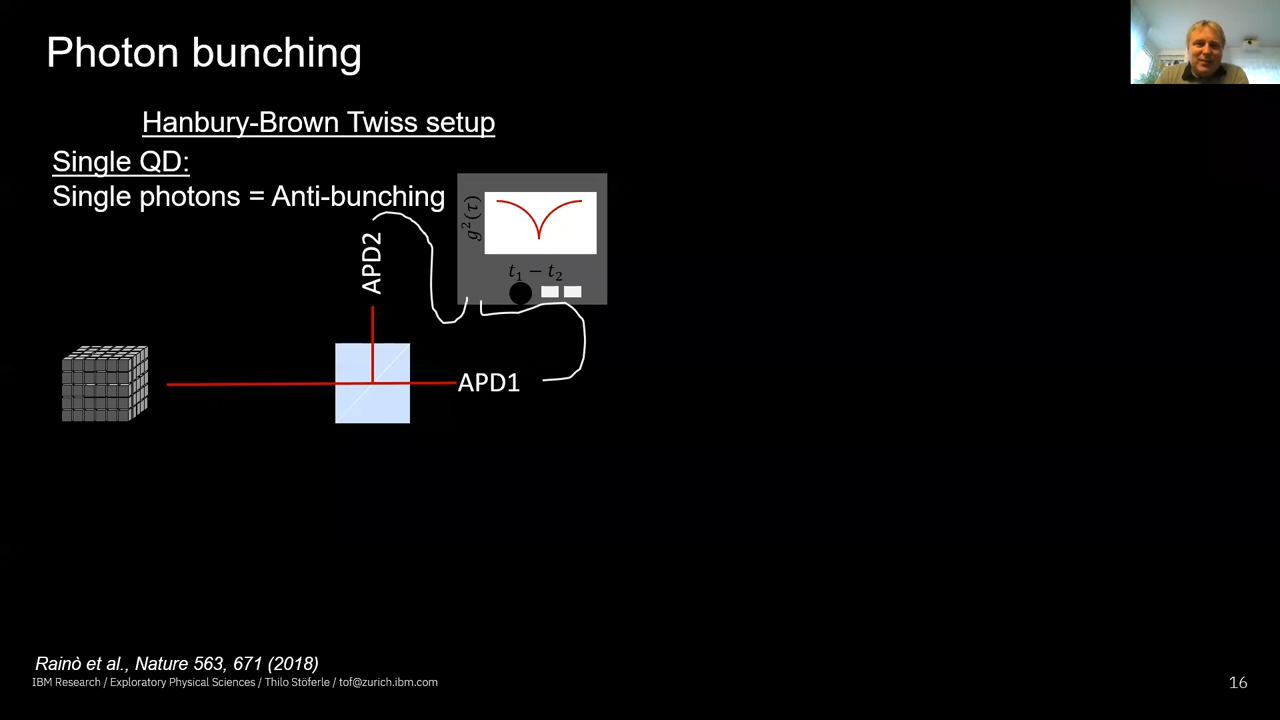 Photon bunching
Hanbury-Brown Twiss setup
Single QD:
Single photons = Anti-bunching
g²(τ)
t₁ − t₂
APD2
APD1
Rainò et al., Nature 563, 671 (2018)
IBM Research / Exploratory Physical Sciences / Thilo Stöferle / tof@zurich.ibm.com
16